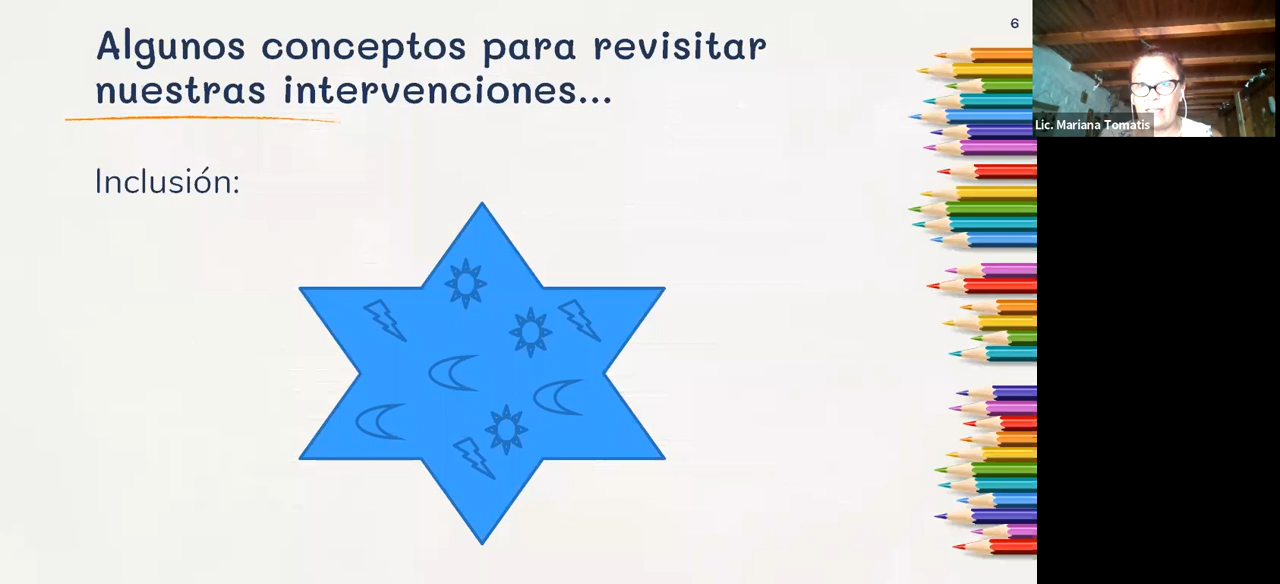 6
Algunos conceptos para revisitar
nuestras intervenciones...
Inclusión:
Lic. Mariana Tomatis